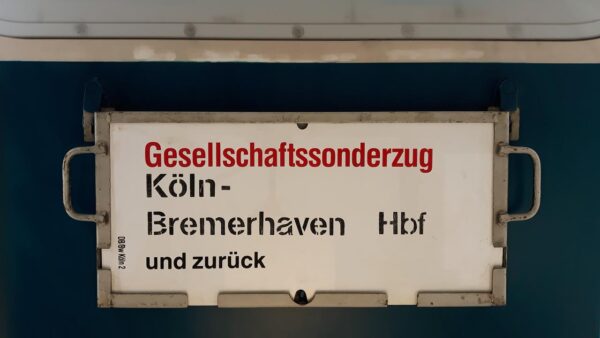 Gesellschaftssonderzug
Köln-
Bremerhaven Hbf
und zurück
DB/Bw Köln 2